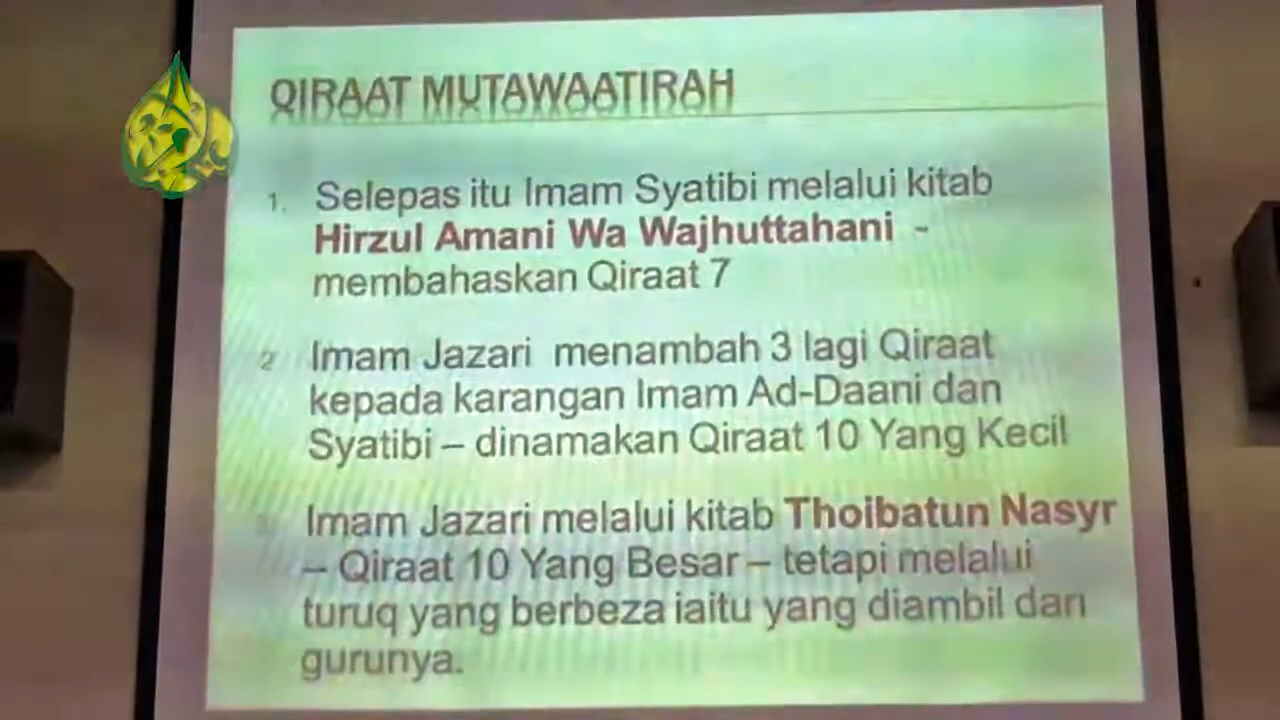 QIRAAT MUTAWAATIRAH
1. Selepas itu Imam Syatibi melalui kitab
Hirzul Amani Wa Wajhuttahani -
membahaskan Qiraat 7
2 Imam Jazari menambah 3 lagi Qiraat
kepada karangan Imam Ad-Daani dan
Syatibi – dinamakan Qiraat 10 Yang Kecil
3 Imam Jazari melalui kitab Thoibatun Nasyr
– Qiraat 10 Yang Besar – tetapi melalui
turuq yang berbeza iaitu yang diambil dari
gurunya.